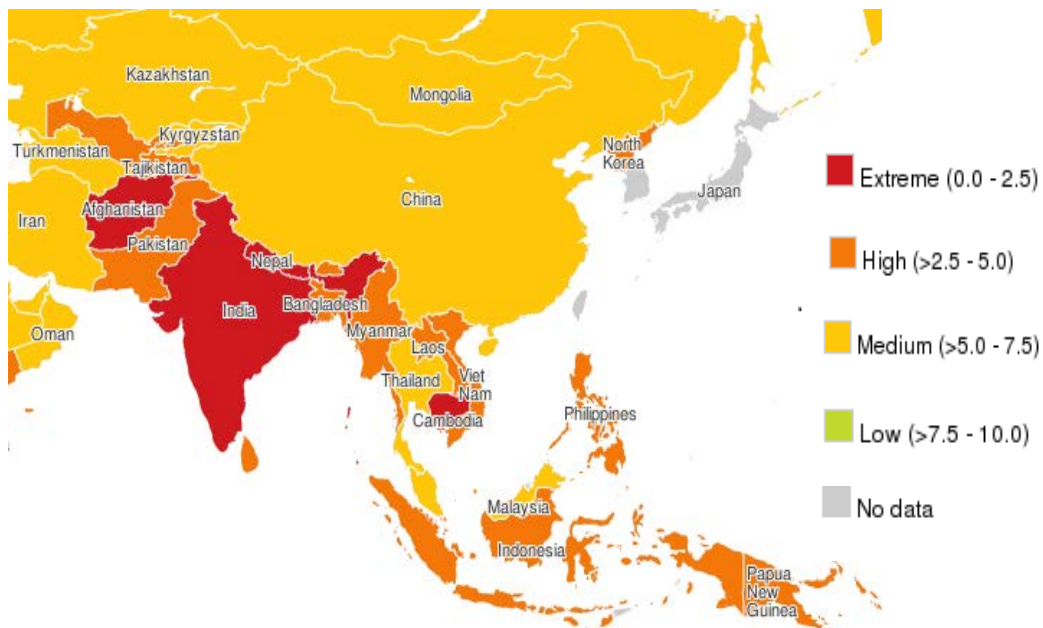 Kazakhstan
Mongolia
Kyrgyzstan
Turkmenistan
North
Korea
Tajikistan
Japan
Extreme (0.0 - 2.5)
China
Afghanistan
Iran
Pakistan
Nepal
High (>2.5 - 5.0)
Bangladesh
India
Oman
Myanmar
Laos
Medium (>5.0 - 7.5)
Thailand
Viet
Nam
Philippines
Cambodia
Low (>7.5 - 10.0)
Malaysia
No data
Indonesia
Papua
New
Guinea